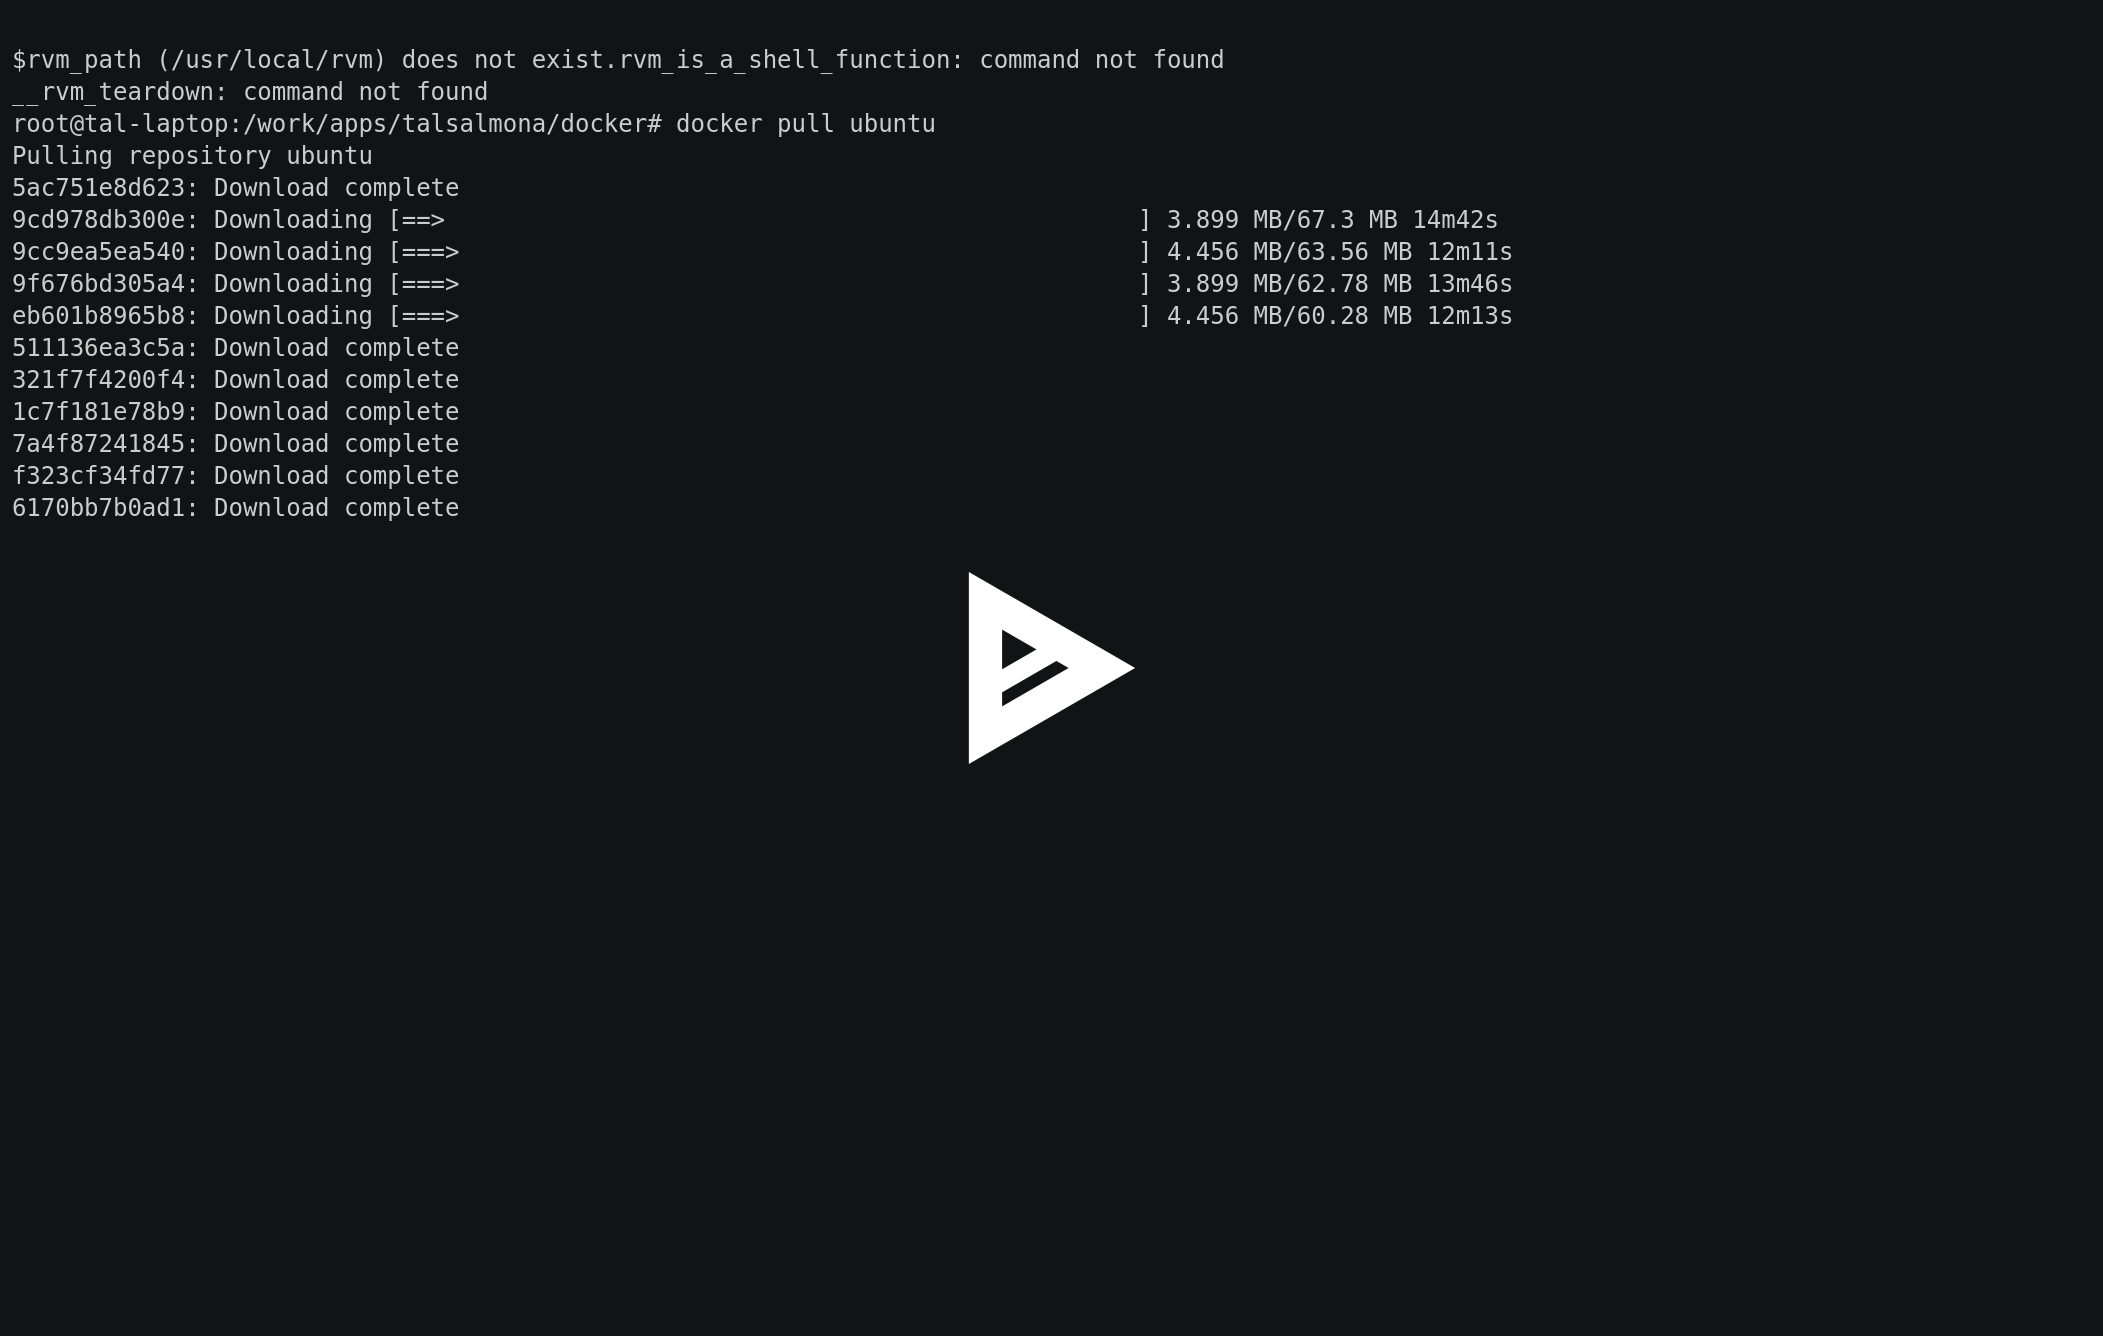 $rvm_path (/usr/local/rvm) does not exist.rvm_is_a_shell_function: command not found
__rvm_teardown: command not found
root@tal-laptop:/work/apps/talsalmona/docker# docker pull ubuntu
Pulling repository ubuntu
5ac751e8d623: Download complete
9cd978db300e: Downloading [==>                                                ] 3.899 MB/67.3 MB 14m42s
9cc9ea5ea540: Downloading [===>                                               ] 4.456 MB/63.56 MB 12m11s
9f676bd305a4: Downloading [===>                                               ] 3.899 MB/62.78 MB 13m46s
eb601b8965b8: Downloading [===>                                               ] 4.456 MB/60.28 MB 12m13s
511136ea3c5a: Download complete
321f7f4200f4: Download complete
1c7f181e78b9: Download complete
7a4f87241845: Download complete
f323cf34fd77: Download complete
6170bb7b0ad1: Download complete